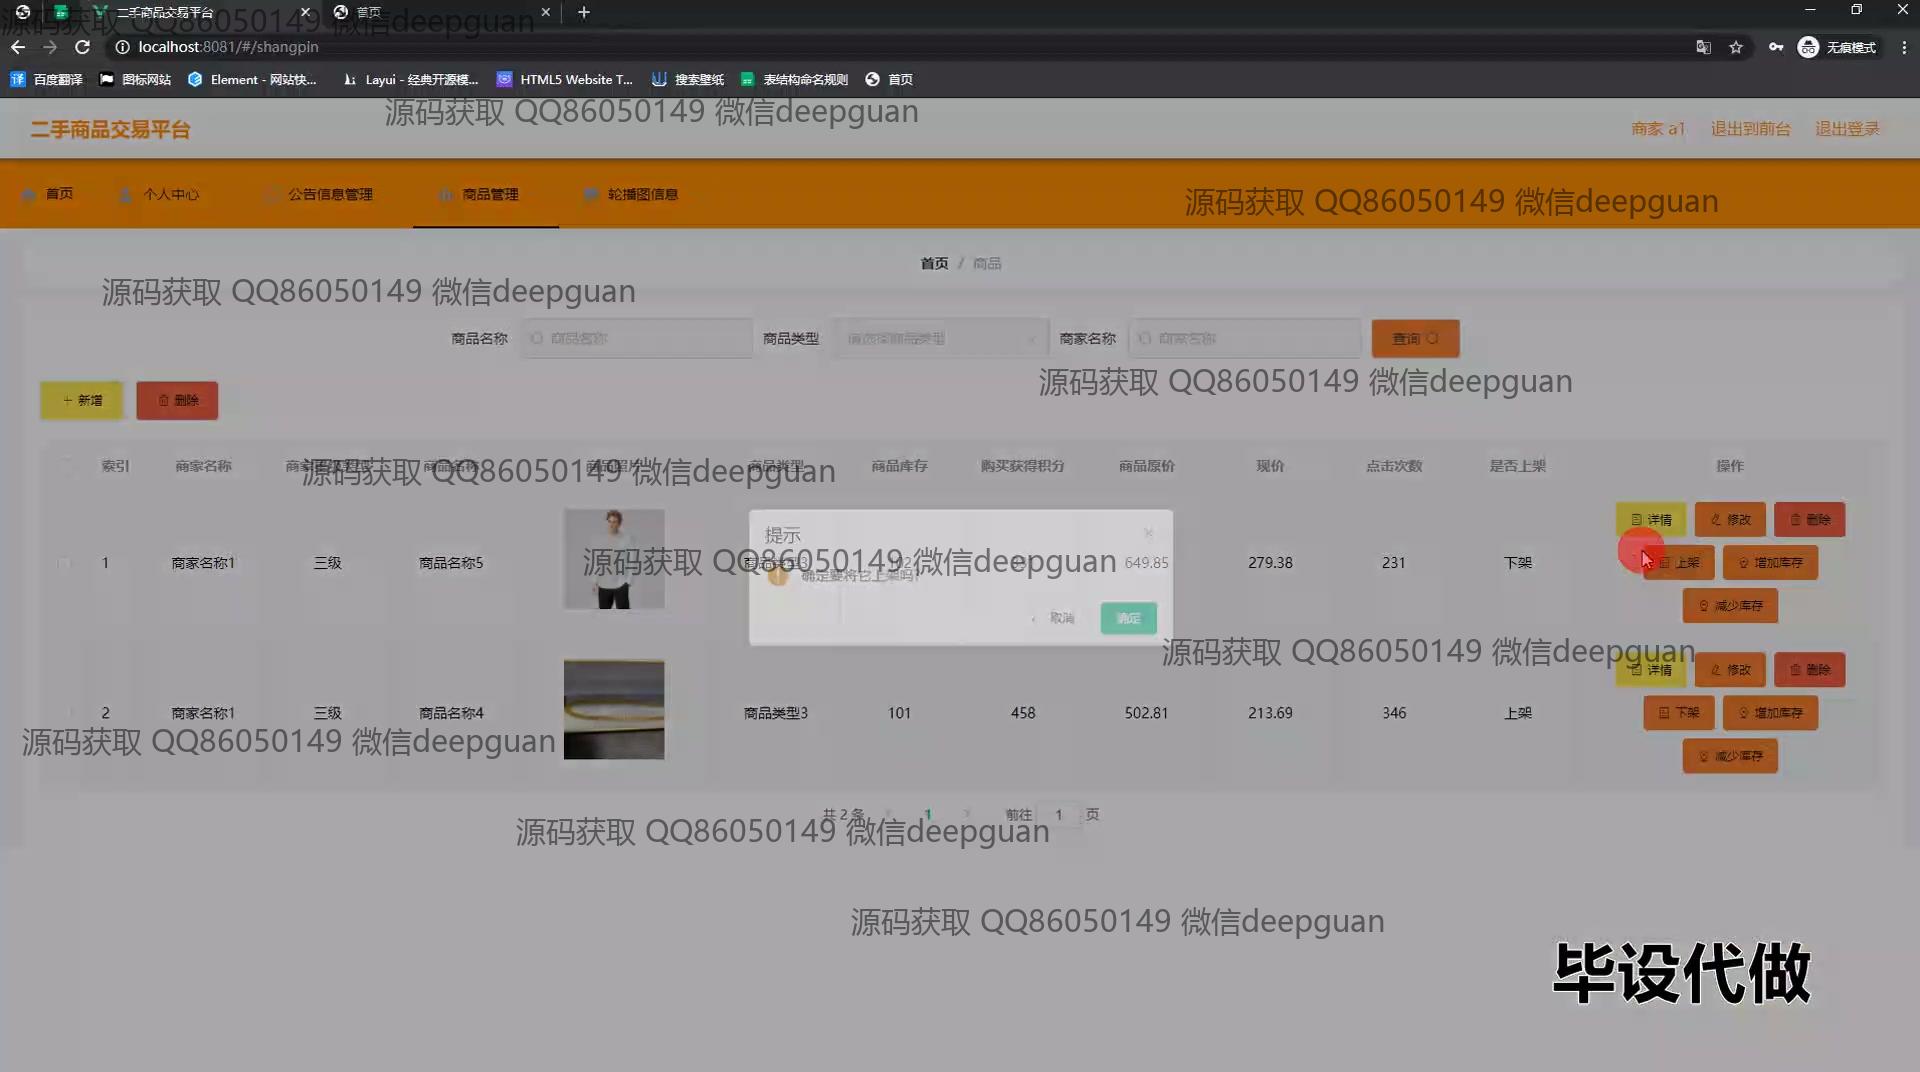 二手商品交易平台
首页
localhost:8081/#/shangpin
无痕模式
百度翻译
图标网站
Element - 网站快...
Layui - 经典开源模...
HTML5 Website T...
搜索壁纸
表结构命名规则
首页
源码获取 QQ86050149 微信deepguan
源码获取 QQ86050149 微信deepguan
二手商品交易平台
商家 a1
退出到前台
退出登录
首页
个人中心
公告信息管理
商品管理
轮播图信息
源码获取 QQ86050149 微信deepguan
首页 / 商品
源码获取 QQ86050149 微信deepguan
商品名称
商品名称
商品类型
请选择商品类型
商家名称
商家名称
查询
源码获取 QQ86050149 微信deepguan
新增
删除
索引
商家名称
商品名称
商品照片
商品类型
商品库存
购买获得积分
商品原价
现价
点击次数
是否上架
操作
源码获取 QQ86050149 微信deepguan
提示
确定要将它上架吗?
取消
确定
1
商家名称1
三级
商品名称5
商品类型3
649.85
279.38
231
下架
详情
修改
删除
上架
增加库存
减少库存
源码获取 QQ86050149 微信deepguan
源码获取 QQ86050149 微信deepguan
2
商家名称1
三级
商品名称4
商品类型3
101
458
502.81
213.69
346
上架
详情
修改
删除
下架
增加库存
减少库存
源码获取 QQ86050149 微信deepguan
共 2 条
1
前往 1 页
源码获取 QQ86050149 微信deepguan
源码获取 QQ86050149 微信deepguan
毕设代做